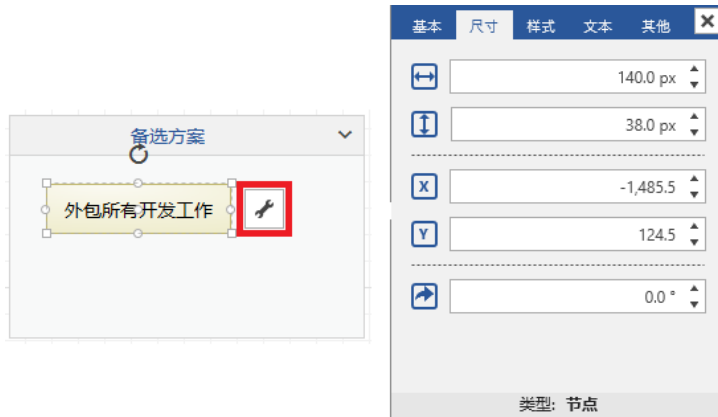 备选方案
外包所有开发工作
基本 尺寸 样式 文本 其他
140.0 px
38.0 px
X -1,485.5
Y 124.5
0.0 °
类型: 节点